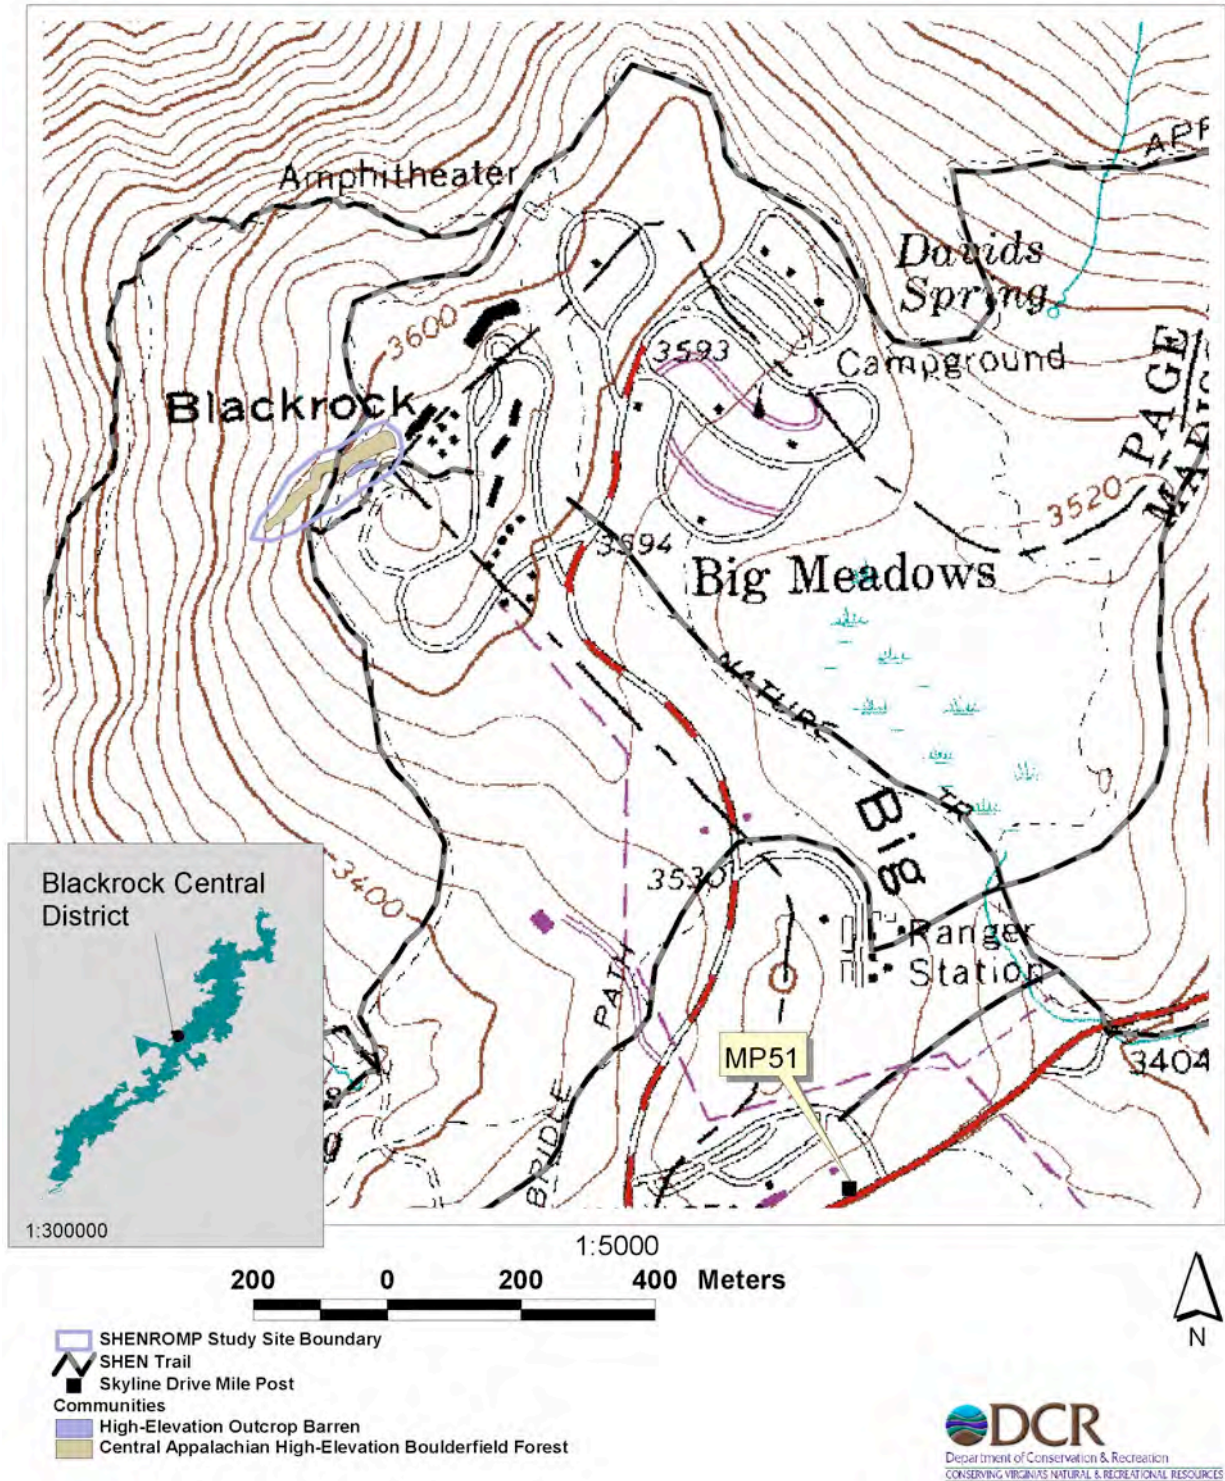 Amphitheater
APP
Davids
Spring
3600
3593
Campground
PAGE
Blackrock
3520
3594
Big Meadows
NATURE
TR
Big
3400
3530
Ranger
Station
PATH
BRIDLE
MP51
3404
Blackrock Central
District
1:300000
1:5000
200 0 200 400 Meters
N
SHENROMP Study Site Boundary
SHEN Trail
Skyline Drive Mile Post
Communities
High-Elevation Outcrop Barren
Central Appalachian High-Elevation Boulderfield Forest
DCR
Department of Conservation & Recreation
CONSERVING VIRGINIA'S NATURAL & RECREATIONAL RESOURCES